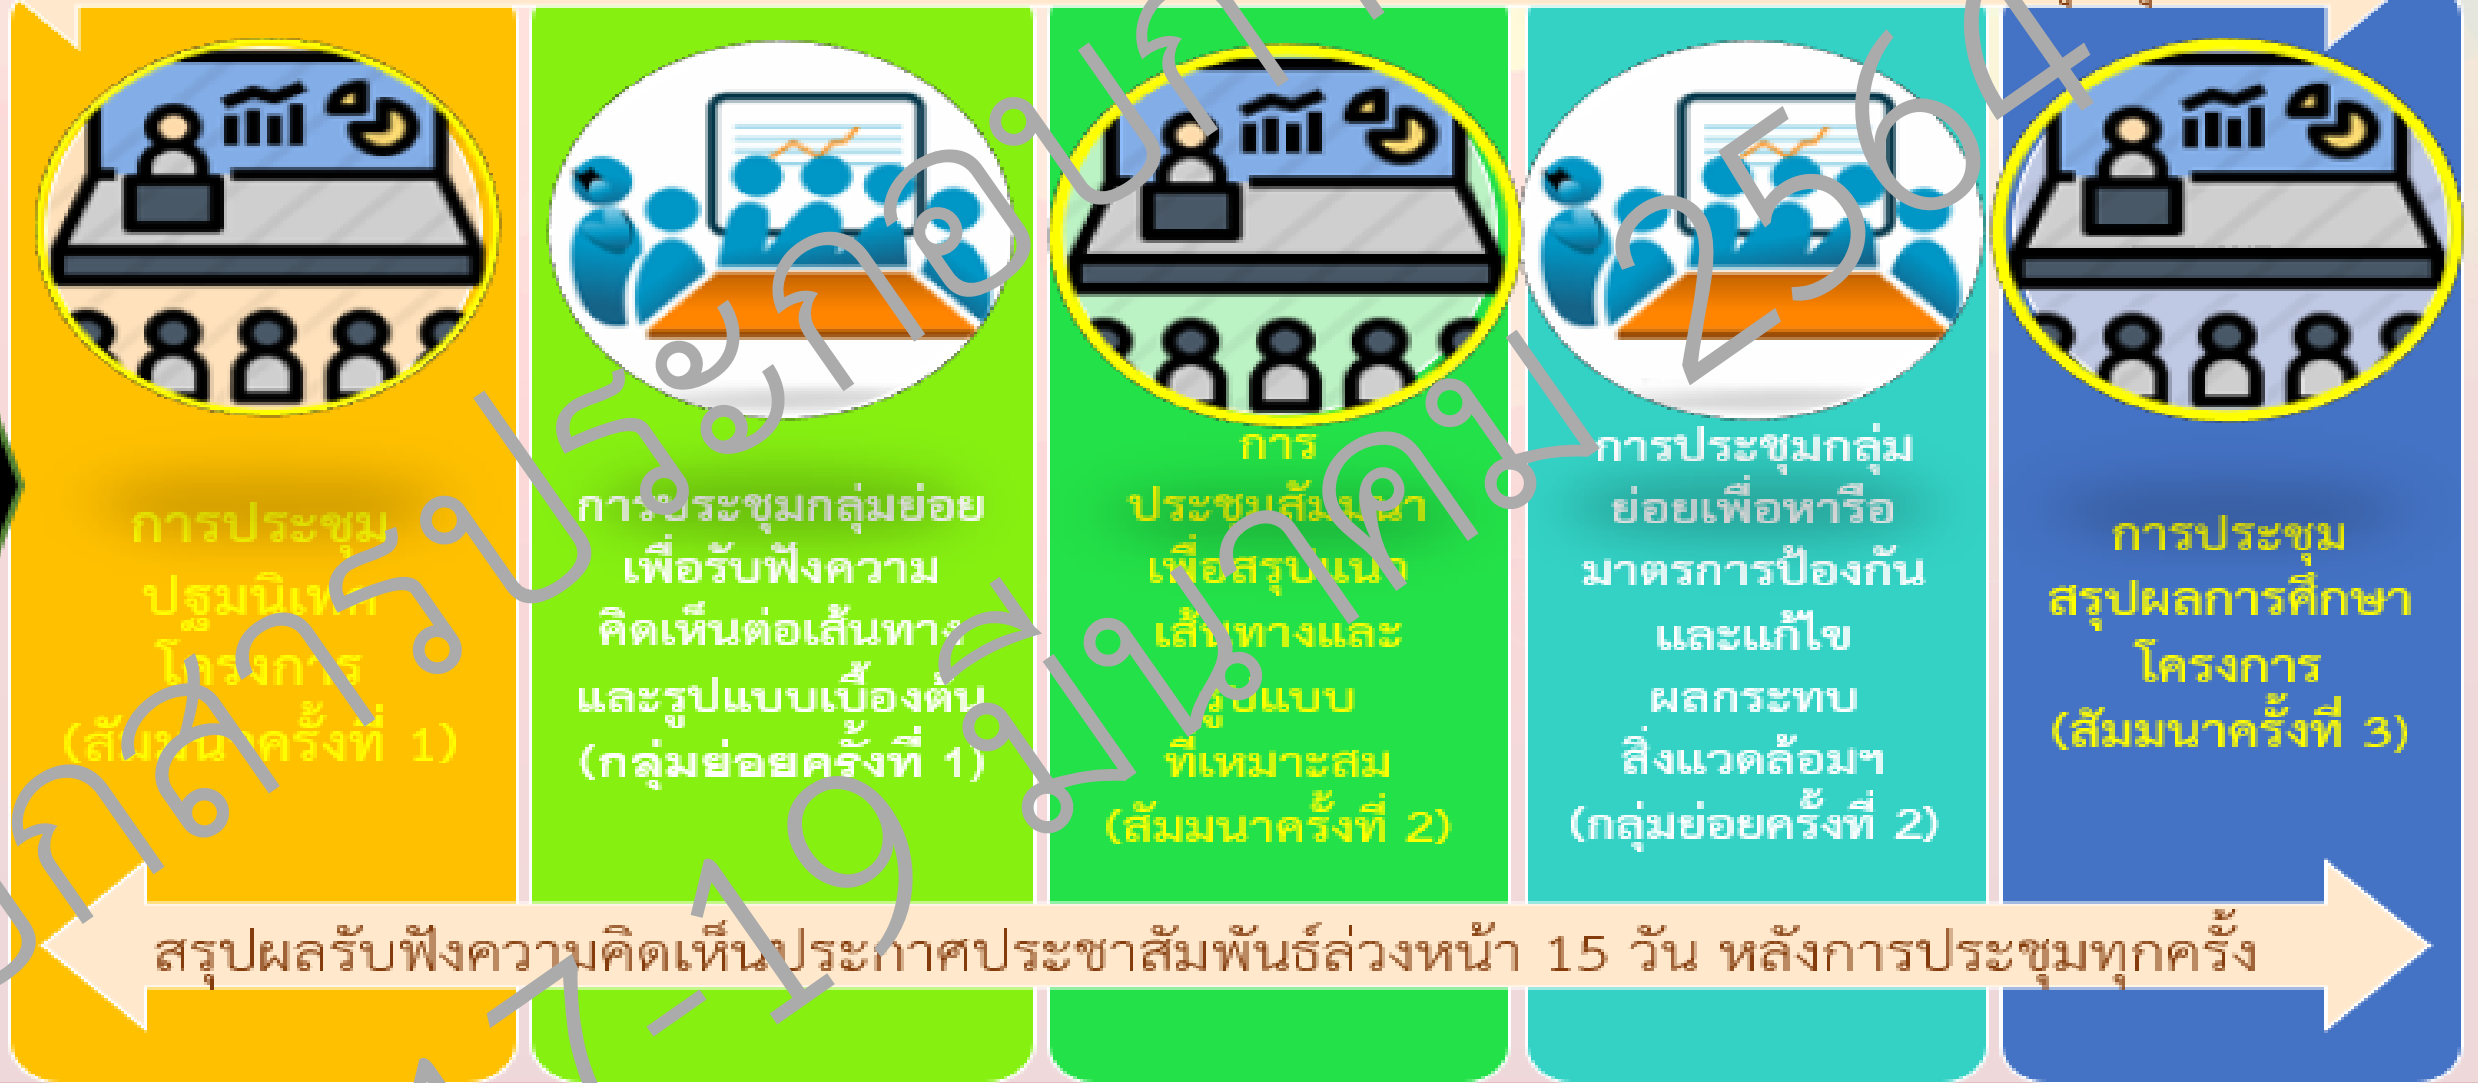 การประชุม
ปฐมนิเทศ
โครงการ
(สัมมนาครั้งที่ 1)
การประชุมกลุ่มย่อย
เพื่อรับฟังความ
คิดเห็นต่อเส้นทาง
และรูปแบบเบื้องต้น
(กลุ่มย่อยครั้งที่ 1)
การ
ประชุมสัมมนา
เพื่อสรุปแนว
เส้นทางและ
รูปแบบ
ที่เหมาะสม
(สัมมนาครั้งที่ 2)
การประชุมกลุ่ม
ย่อยเพื่อหารือ
มาตรการป้องกัน
และแก้ไข
ผลกระทบ
สิ่งแวดล้อมฯ
(กลุ่มย่อยครั้งที่ 2)
การประชุม
สรุปผลการศึกษา
โครงการ
(สัมมนาครั้งที่ 3)
สรุปผลรับฟังความคิดเห็นประกาศประชาสัมพันธ์ล่วงหน้า 15 วัน หลังการประชุมทุกครั้ง
7-19 มีนาคม 2564